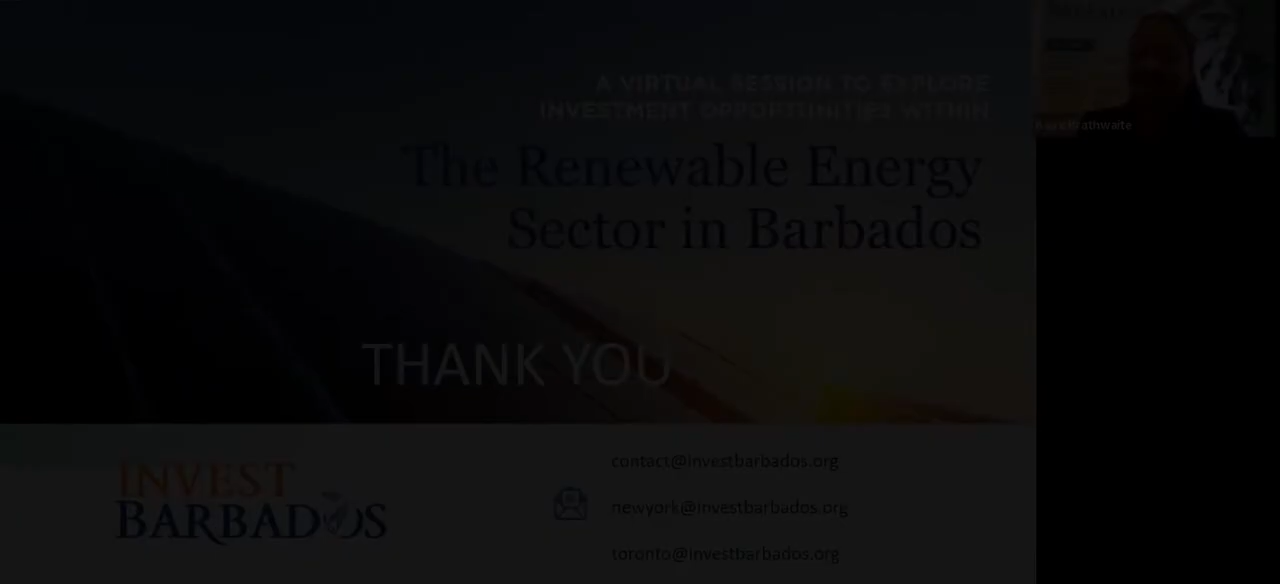 A VIRTUAL SESSION TO EXPLORE
INVESTMENT OPPORTUNITIES WITHIN
The Renewable Energy
Sector in Barbados
THANK YOU
INVEST
BARBADOS
contact@investbarbados.org
newyork@investbarbados.org
toronto@investbarbados.org
Brathwaite